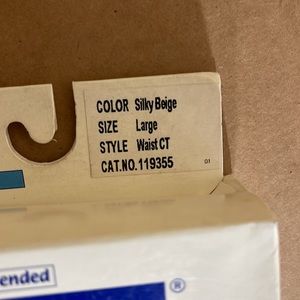 COLOR Silky Beige
SIZE Large
STYLE Waist CT
CAT.NO. 119355
01
ended
®